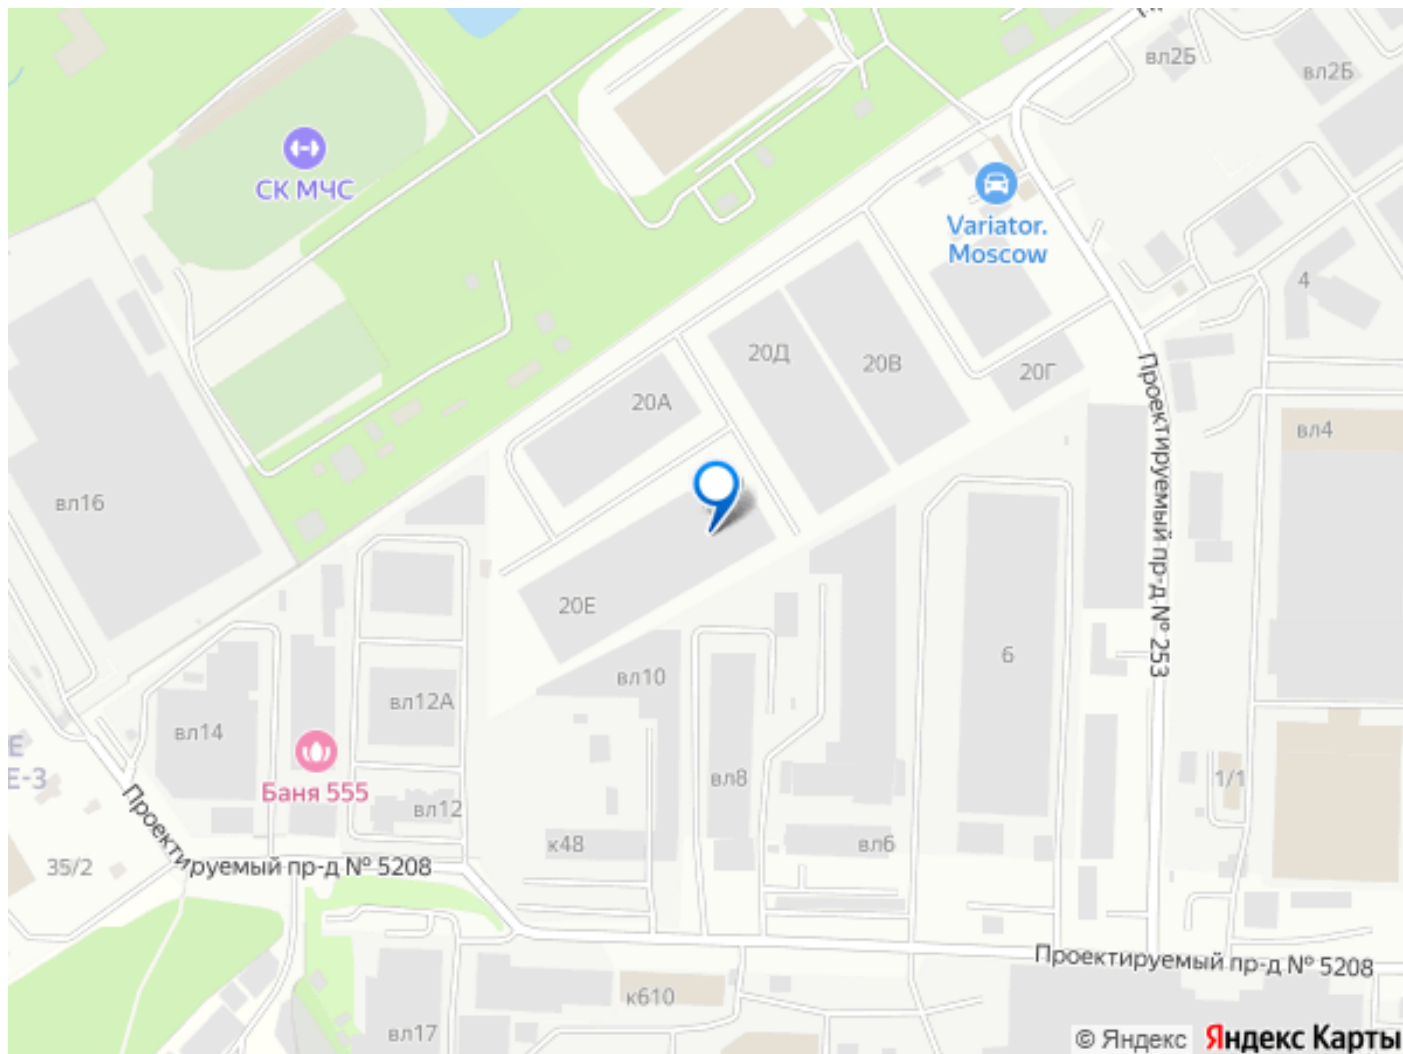 вл2Б
вл2Б
СК МЧС
Variator.
Moscow
4
20Д
20В
20Г
20А
Проектируемый пр-д № 253
вл4
вл16
20Е
6
вл10
вл12А
вл14
Е
Е-3
Баня 555
вл8
1/1
вл12
к48
вл6
35/2
Проектируемый пр-д № 5208
Проектируемый пр-д № 5208
к610
вл17
© Яндекс Яндекс Карты